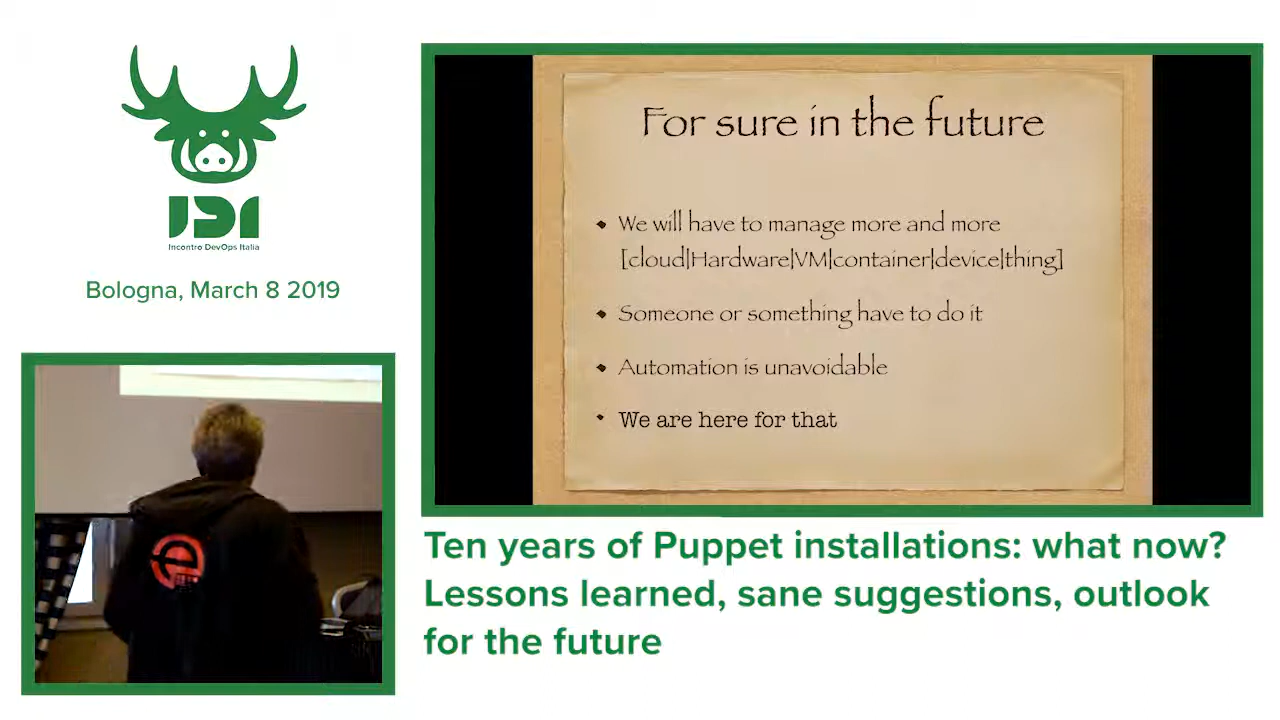 IDI
Incontro DevOps Italia
Bologna, March 8 2019
For sure in the future
We will have to manage more and more
[cloud|Hardware|VM|container|device|thing]
Someone or something have to do it
Automation is unavoidable
We are here for that
e
Ten years of Puppet installations: what now?
Lessons learned, sane suggestions, outlook
for the future